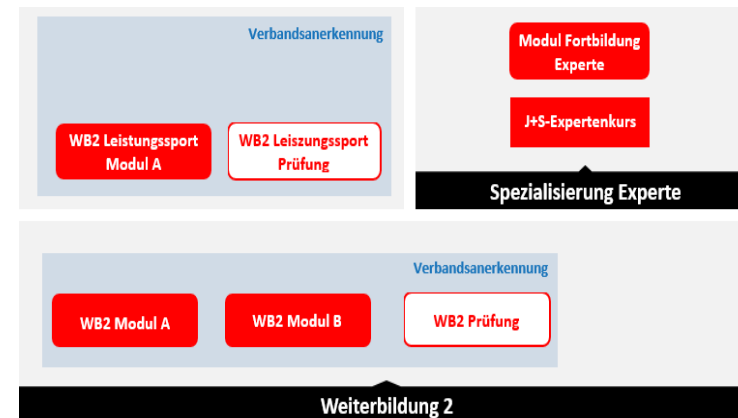 Verbandsanerkennung
WB2 Leistungssport
Modul A
WB2 Leiszungssport
Prüfung
Modul Fortbildung
Experte
J+S-Expertenkurs
Spezialisierung Experte
Verbandsanerkennung
WB2 Modul A
WB2 Modul B
WB2 Prüfung
Weiterbildung 2